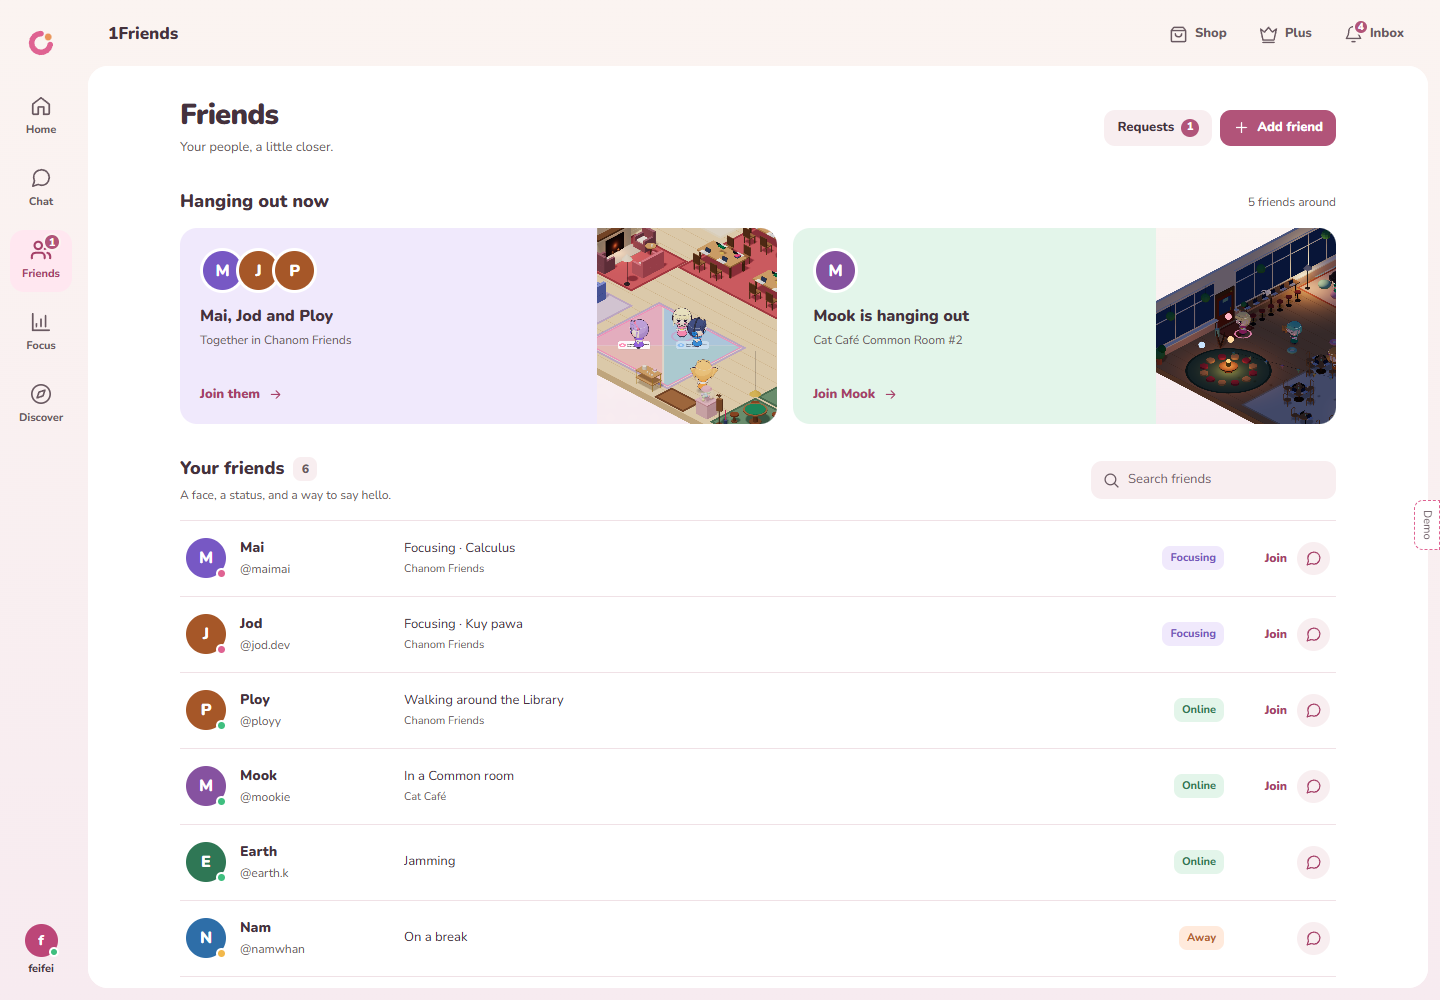 1Friends
Shop
Plus
4
Inbox
Home
Chat
1
Friends
Focus
Discover
f
feifei
Friends
Your people, a little closer.
Requests 1
Add friend
Hanging out now
5 friends around
M J P
Mai, Jod and Ploy
Together in Chanom Friends
Join them
M
Mook is hanging out
Cat Café Common Room #2
Join Mook
Your friends 6
A face, a status, and a way to say hello.
Search friends
Demo
M
Mai
@maimai
Focusing · Calculus
Chanom Friends
Focusing
Join
J
Jod
@jod.dev
Focusing · Kuy pawa
Chanom Friends
Focusing
Join
P
Ploy
@ployy
Walking around the Library
Chanom Friends
Online
Join
M
Mook
@mookie
In a Common room
Cat Café
Online
Join
E
Earth
@earth.k
Jamming
Online
N
Nam
@namwhan
On a break
Away